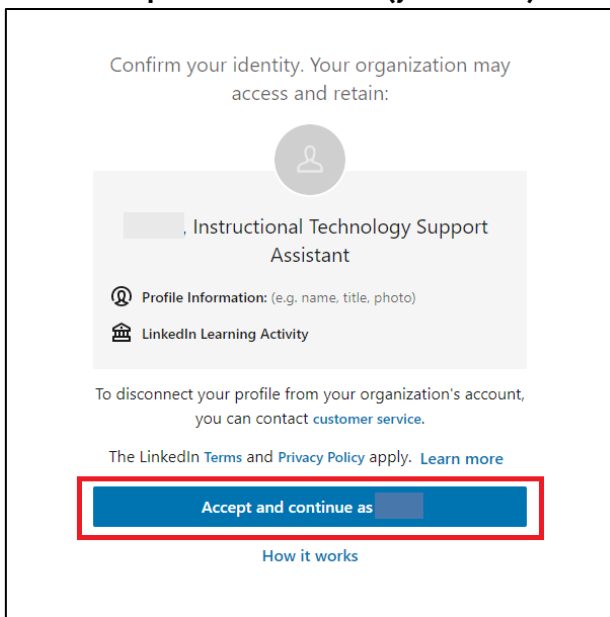 Confirm your identity. Your organization may
access and retain:
, Instructional Technology Support
Assistant
Profile Information: (e.g. name, title, photo)
LinkedIn Learning Activity
To disconnect your profile from your organization's account,
you can contact customer service.
The LinkedIn Terms and Privacy Policy apply. Learn more
Accept and continue as
How it works